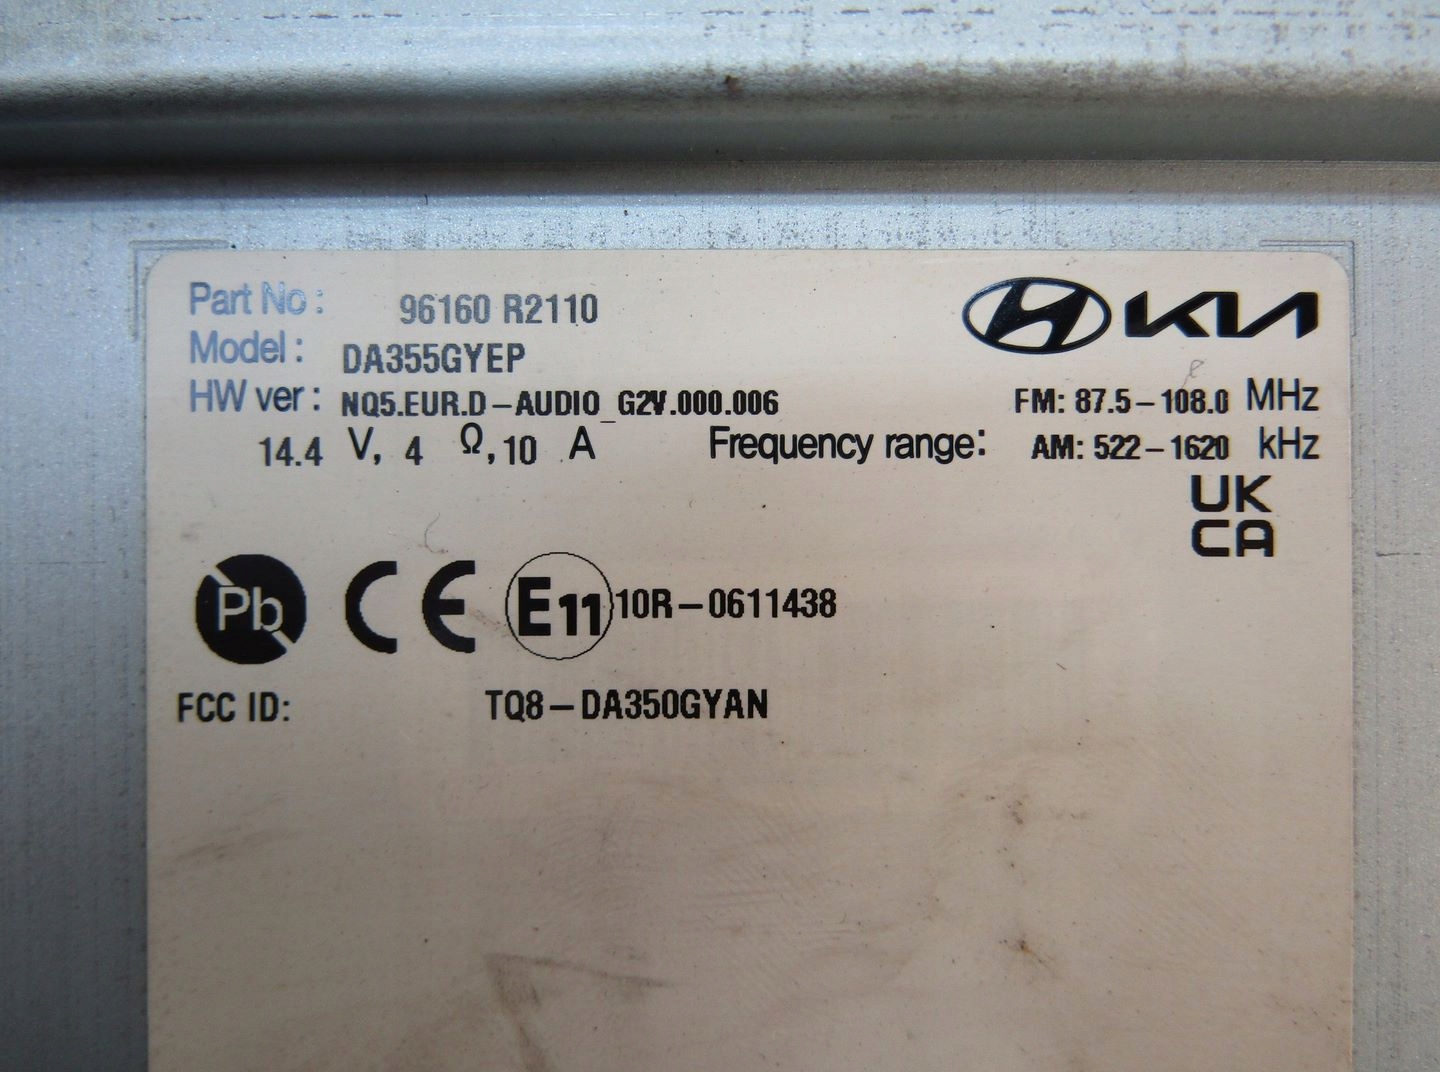 Part No: 96160 R2110
KIA
Model: DA355GYEP
HW ver: NQ5.EUR.D-AUDIO_G2V.000.006
FM: 87.5-108.0 MHz
14.4 V, 4 Ω, 10 A
Frequency range: AM: 522-1620 kHz
UK
CA
Pb CE E11 10R-0611438
FCC ID: TQ8-DA350GYAN